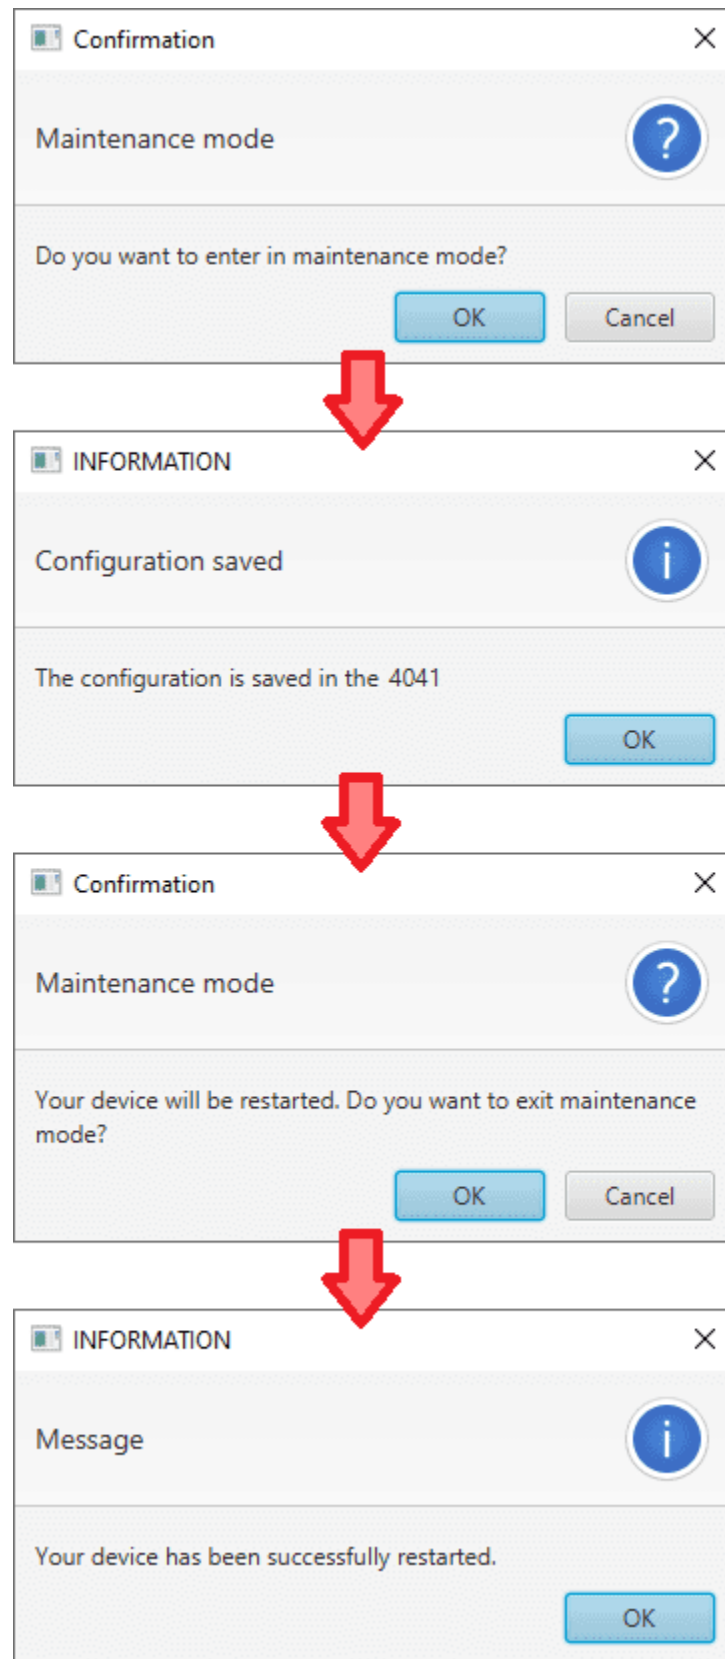 Confirmation
Maintenance mode
?
Do you want to enter in maintenance mode?
OK
Cancel
INFORMATION
Configuration saved
i
The configuration is saved in the 4041
OK
Confirmation
Maintenance mode
?
Your device will be restarted. Do you want to exit maintenance
mode?
OK
Cancel
INFORMATION
Message
i
Your device has been successfully restarted.
OK